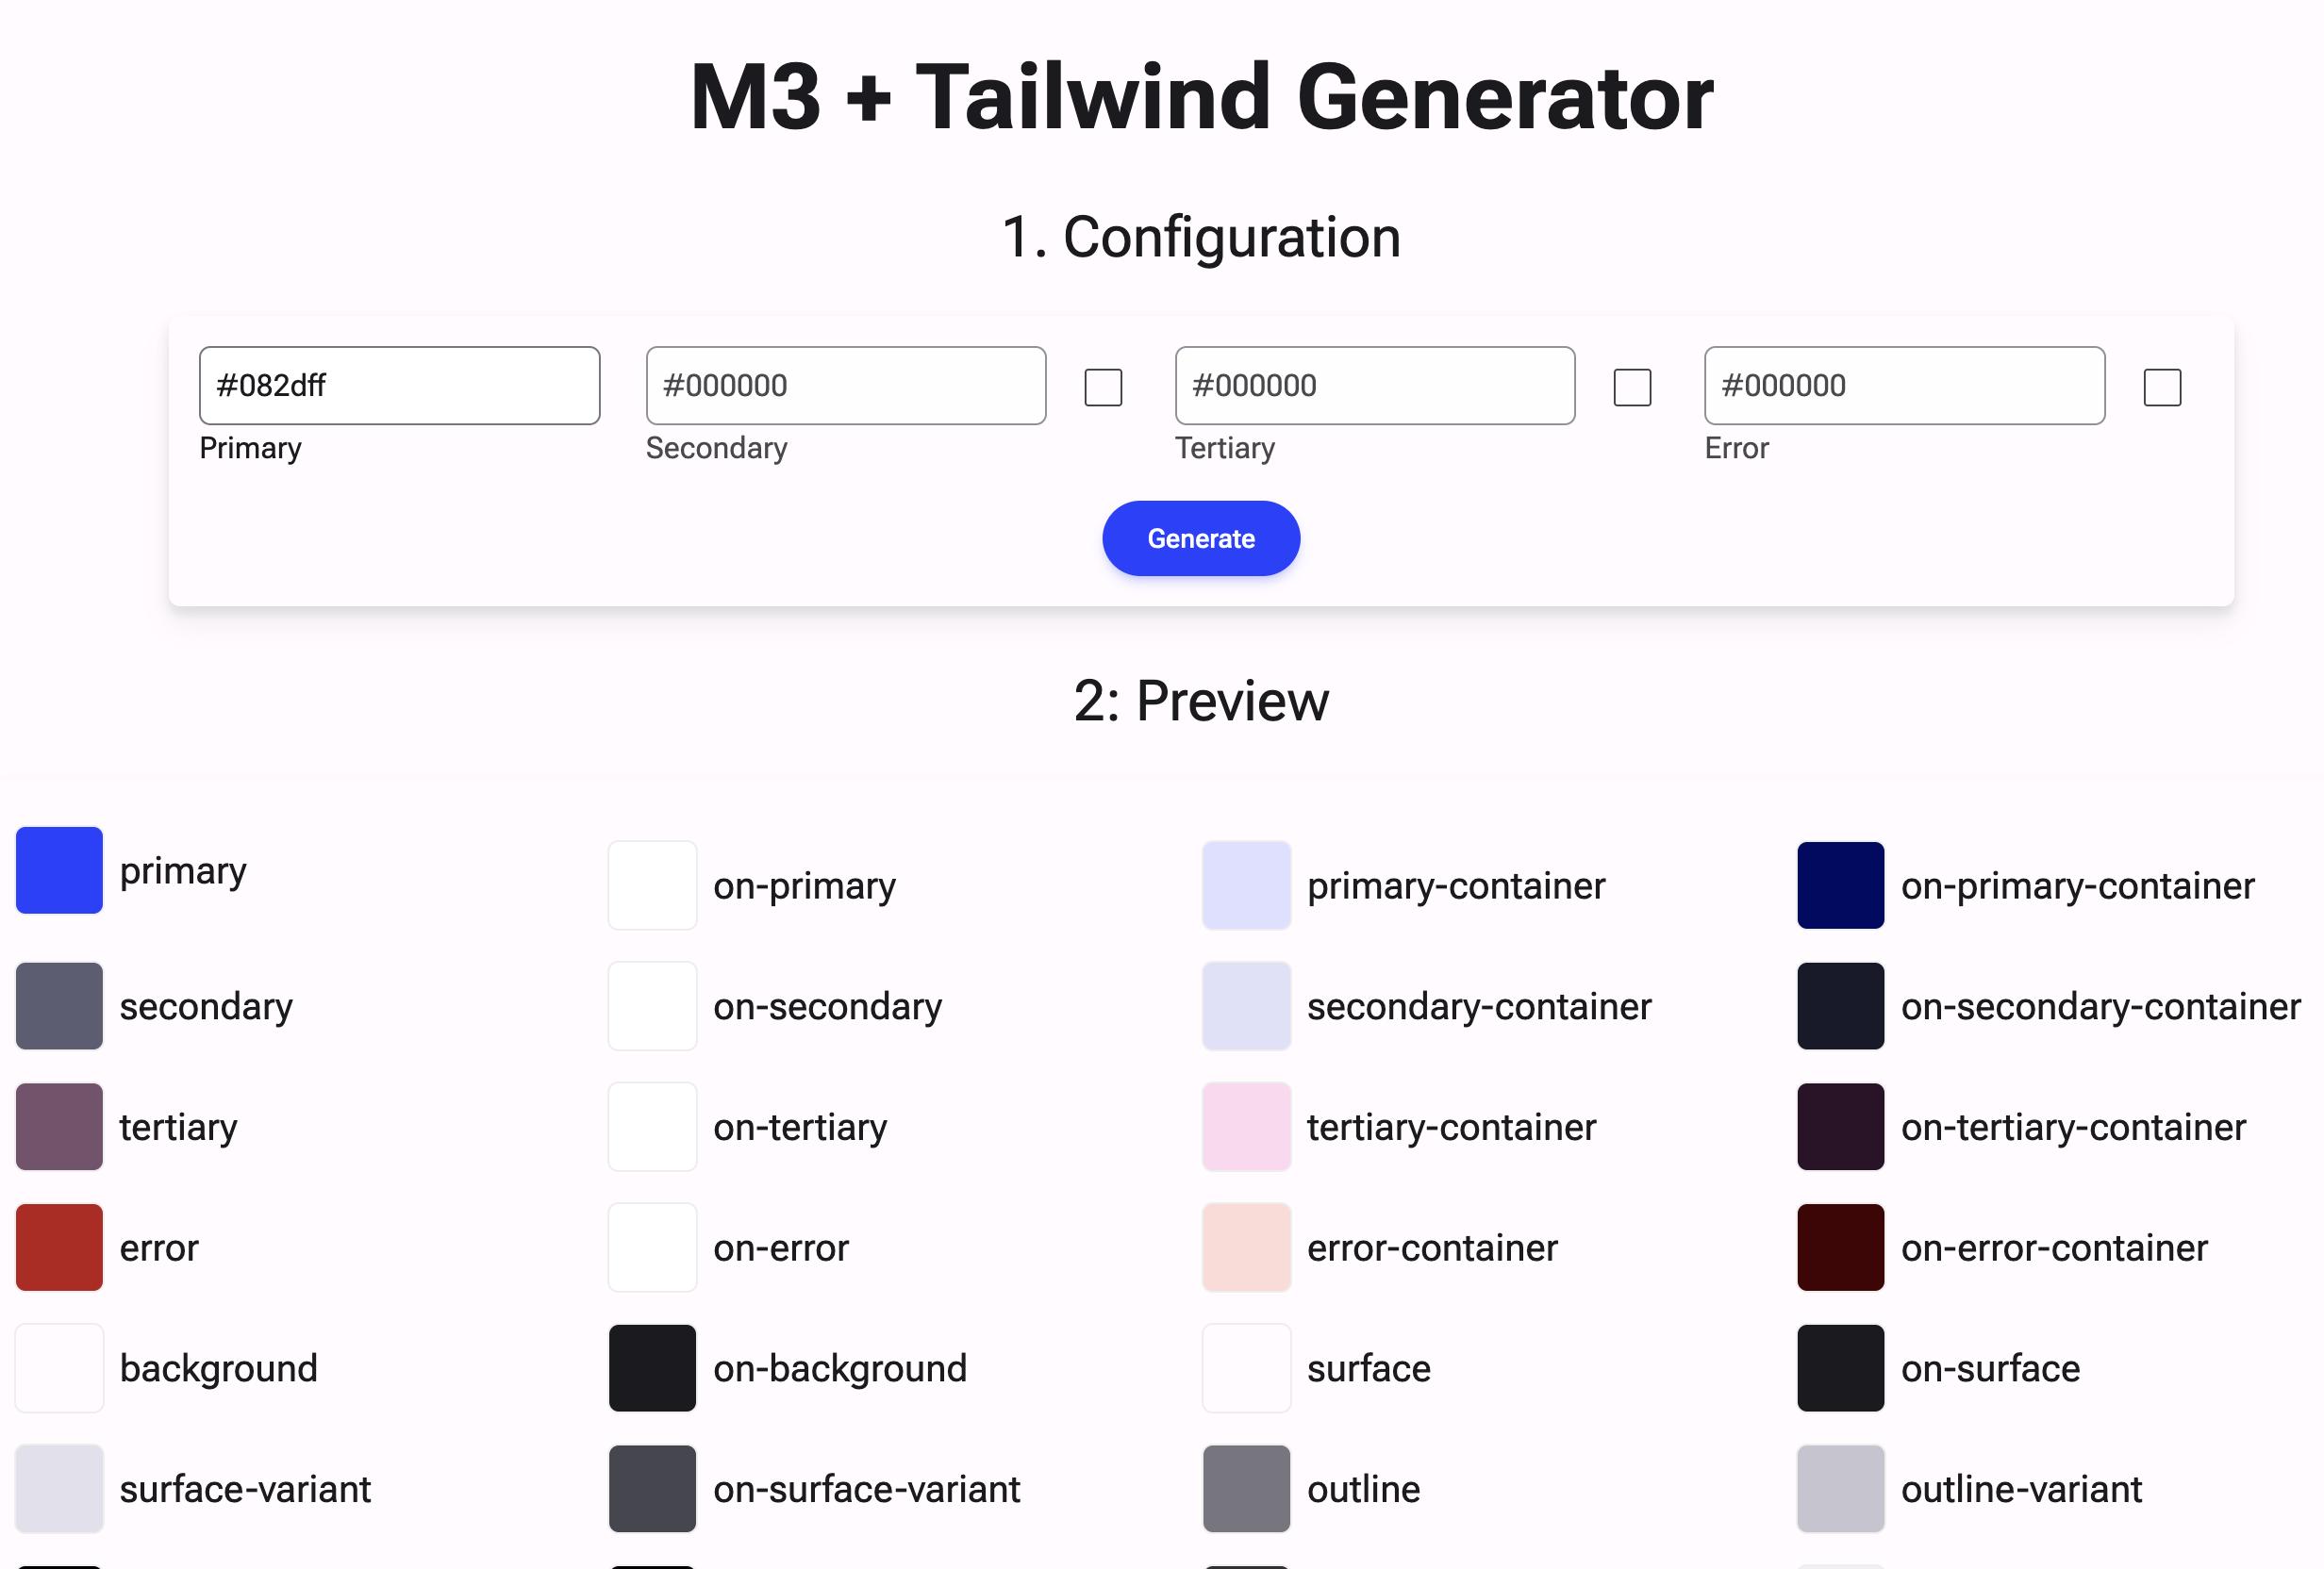 M3 + Tailwind Generator
1. Configuration
#082dff #000000 #000000 #000000
Primary Secondary Tertiary Error
Generate
2: Preview
primary on-primary primary-container on-primary-container
secondary on-secondary secondary-container on-secondary-container
tertiary on-tertiary tertiary-container on-tertiary-container
error on-error error-container on-error-container
background on-background surface on-surface
surface-variant on-surface-variant outline outline-variant